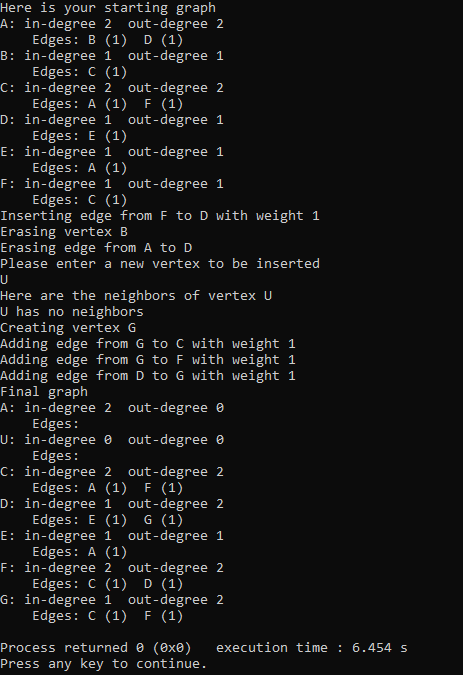 Here is your starting graph
A: in-degree 2  out-degree 2
    Edges: B (1)  D (1)
B: in-degree 1  out-degree 1
    Edges: C (1)
C: in-degree 2  out-degree 2
    Edges: A (1)  F (1)
D: in-degree 1  out-degree 1
    Edges: E (1)
E: in-degree 1  out-degree 1
    Edges: A (1)
F: in-degree 1  out-degree 1
    Edges: C (1)
Inserting edge from F to D with weight 1
Erasing vertex B
Erasing edge from A to D
Please enter a new vertex to be inserted
U
Here are the neighbors of vertex U
U has no neighbors
Creating vertex G
Adding edge from G to C with weight 1
Adding edge from G to F with weight 1
Adding edge from D to G with weight 1
Final graph
A: in-degree 2  out-degree 0
    Edges:
U: in-degree 0  out-degree 0
    Edges:
C: in-degree 2  out-degree 2
    Edges: A (1)  F (1)
D: in-degree 1  out-degree 2
    Edges: E (1)  G (1)
E: in-degree 1  out-degree 1
    Edges: A (1)
F: in-degree 2  out-degree 2
    Edges: C (1)  D (1)
G: in-degree 1  out-degree 2
    Edges: C (1)  F (1)

Process returned 0 (0x0)   execution time : 6.454 s
Press any key to continue.